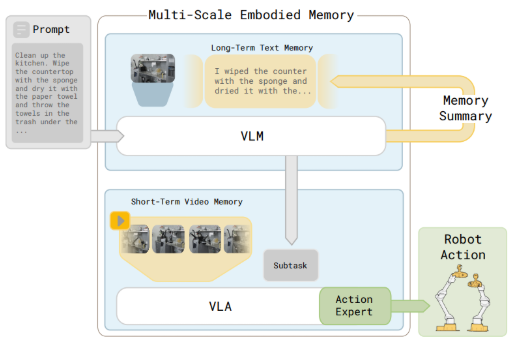 Multi-Scale Embodied Memory
Prompt
Clean up the
kitchen. Wipe
the countertop
with the sponge
and dry it with
the paper towel
and throw the
towels in the
trash under the
...
Long-Term Text Memory
I wiped the counter
with the sponge and
dried it with the...
VLM
Memory
Summary
Short-Term Video Memory
Subtask
VLA
Action
Expert
Robot
Action